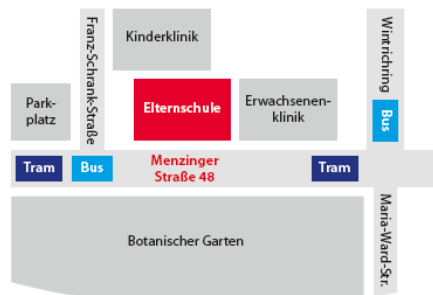 Franz-Schrank-Straße
Kinderklinik
Wintrichring
Park-
platz
Elternschule
Erwachsenen-
klinik
Bus
Tram
Bus
Menzinger
Straße 48
Tram
Botanischer Garten
Maria-Ward-Str.